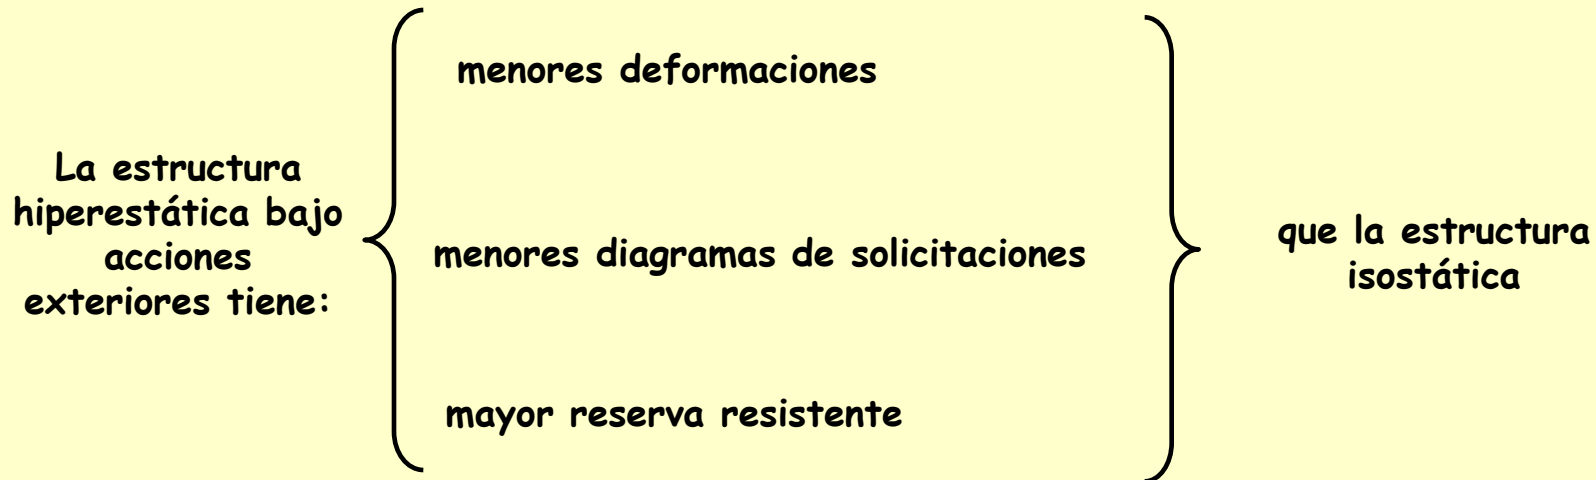 La estructura
hiperestática bajo
acciones
exteriores tiene:
menores deformaciones
menores diagramas de solicitaciones
mayor reserva resistente
que la estructura
isostática